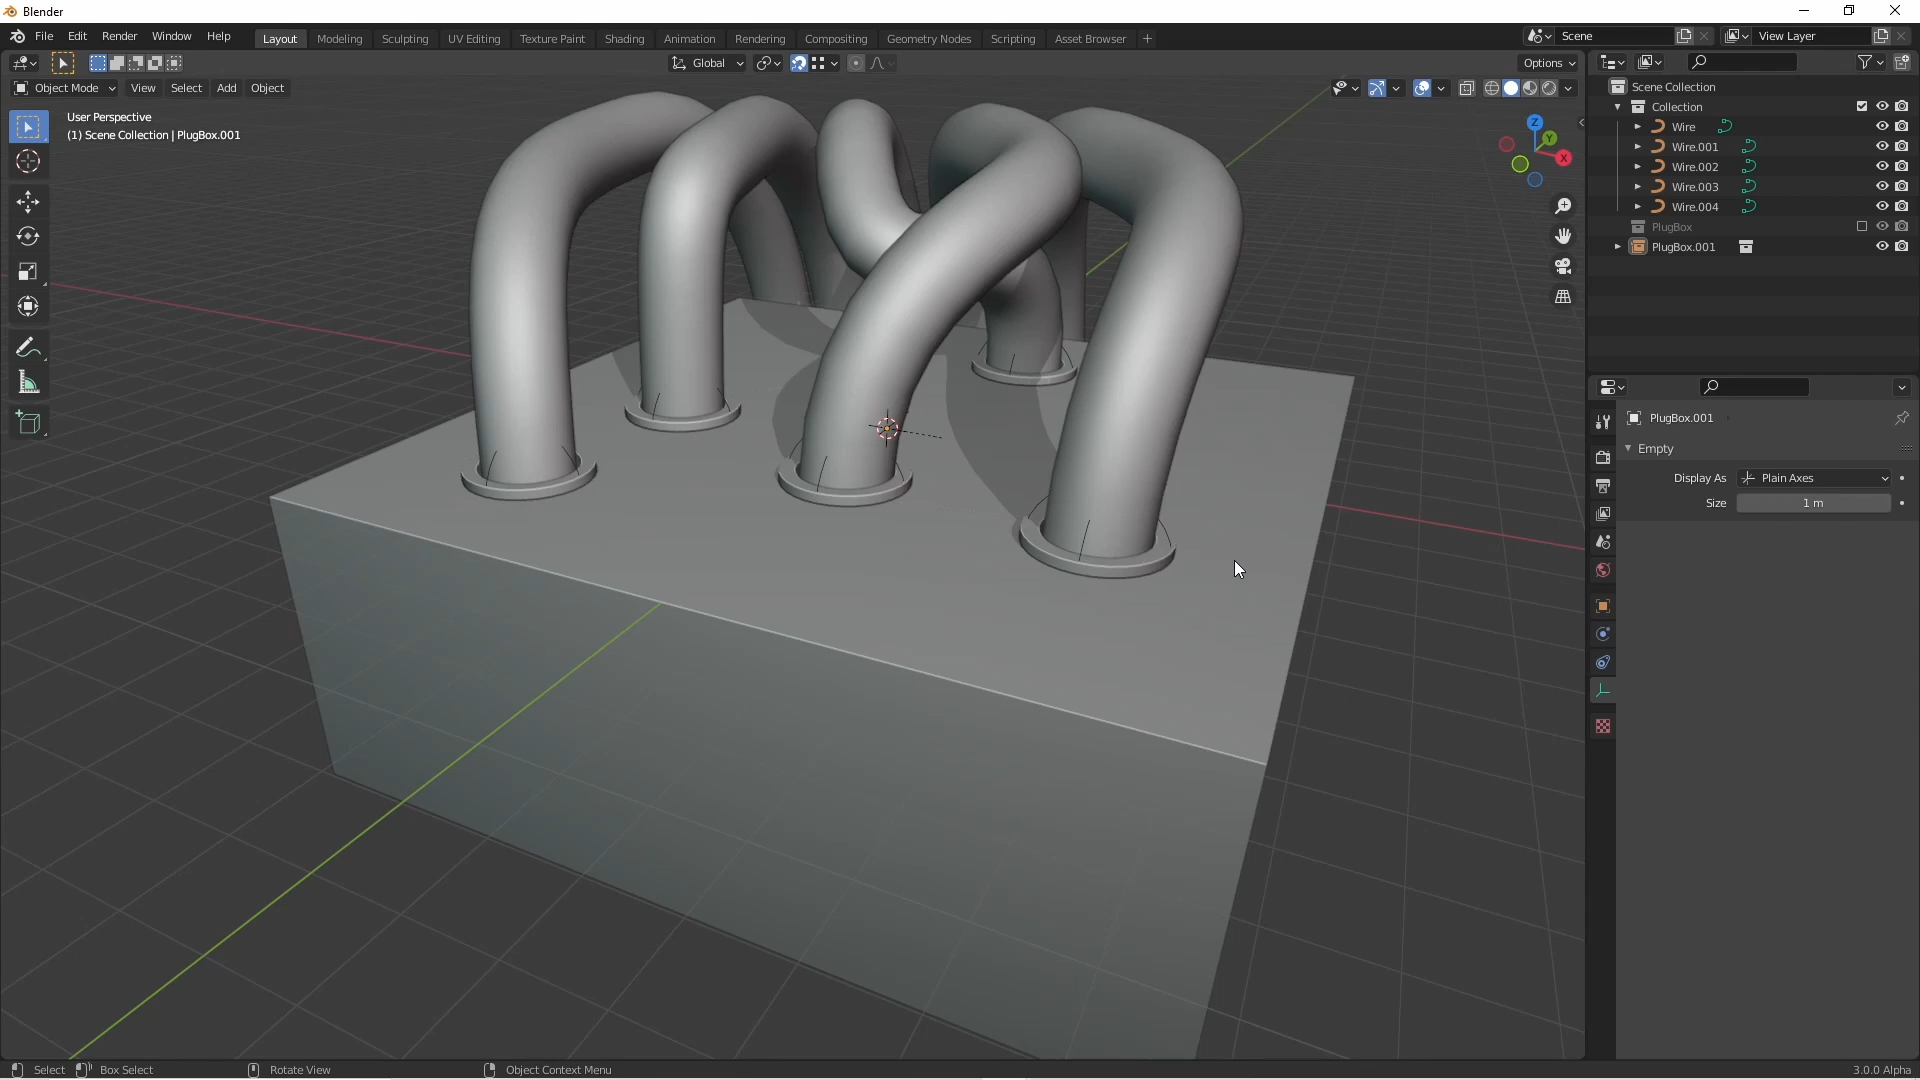 Blender
File Edit Render Window Help Layout Modeling Sculpting UV Editing Texture Paint Shading Animation Rendering Compositing Geometry Nodes Scripting Asset Browser + Scene View Layer
Global Options
Object Mode View Select Add Object
User Perspective
(1) Scene Collection | PlugBox.001
Z
Y
X
Scene Collection
Collection
Wire
Wire.001
Wire.002
Wire.003
Wire.004
PlugBox
PlugBox.001
PlugBox.001
Empty
Display As Plain Axes
Size 1 m
Select Box Select Rotate View Object Context Menu 3.0.0 Alpha